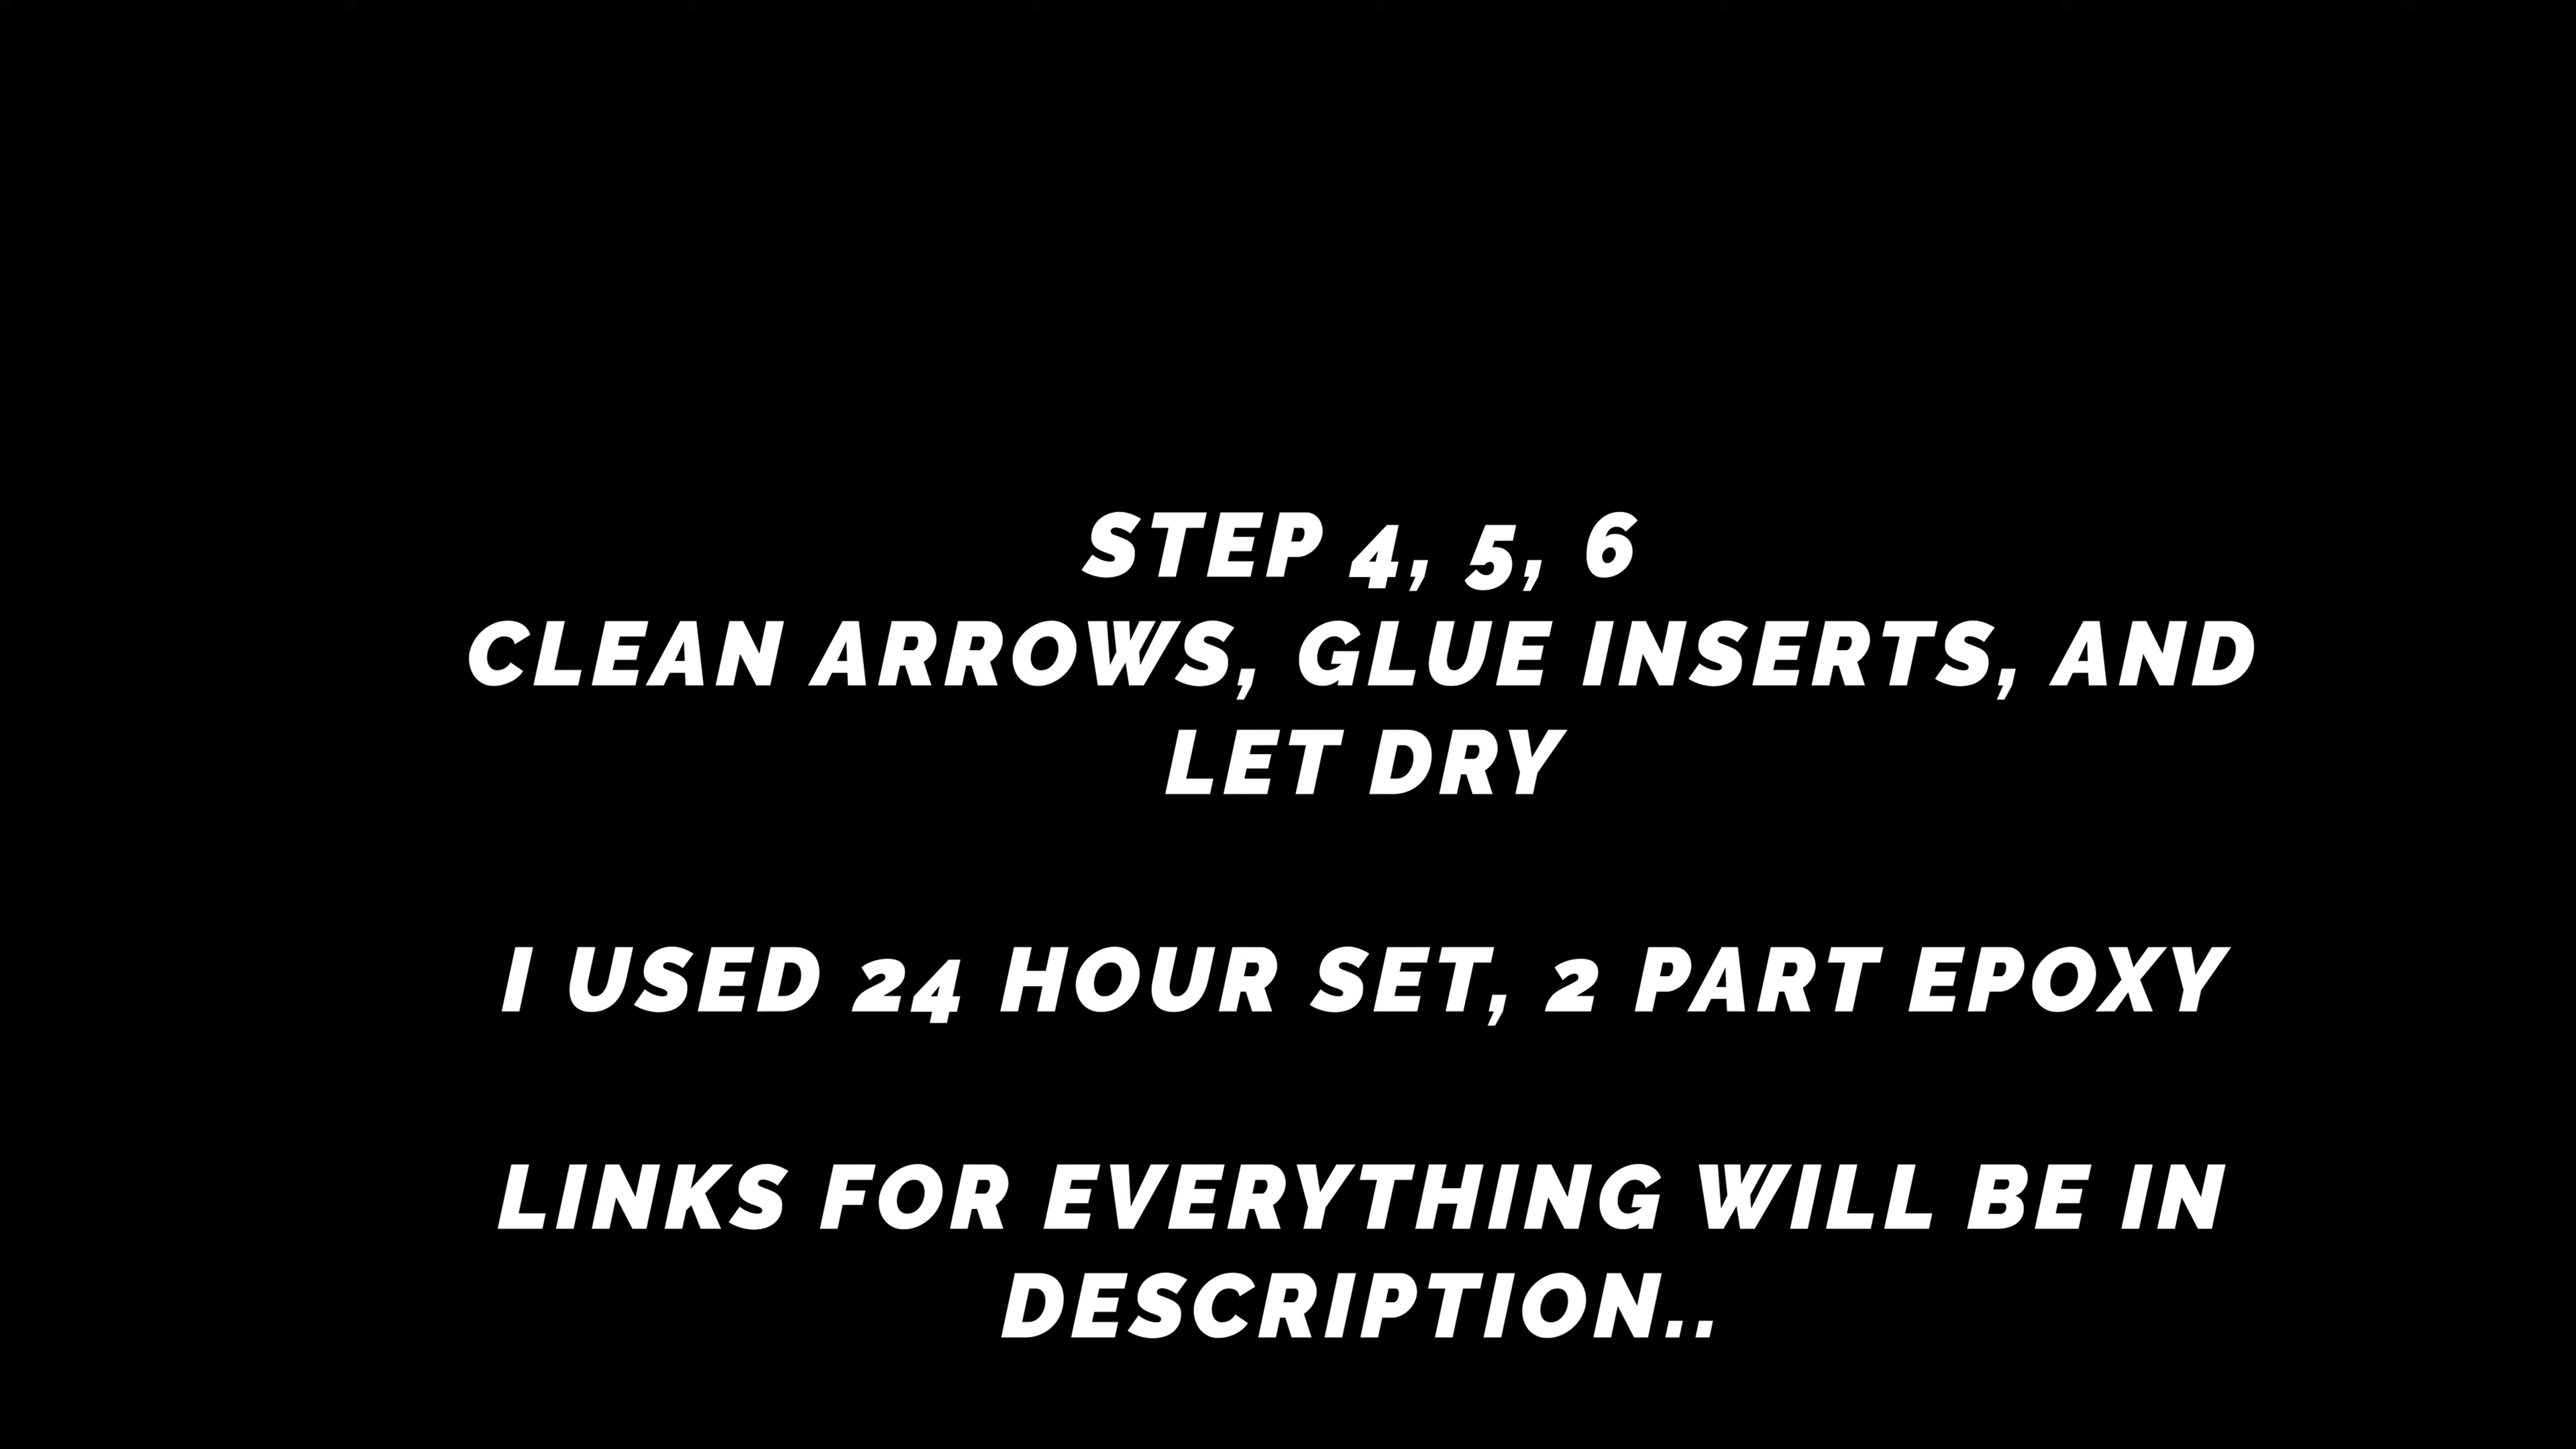 STEP 4, 5, 6
CLEAN ARROWS, GLUE INSERTS, AND
LET DRY
I USED 24 HOUR SET, 2 PART EPOXY
LINKS FOR EVERYTHING WILL BE IN
DESCRIPTION..